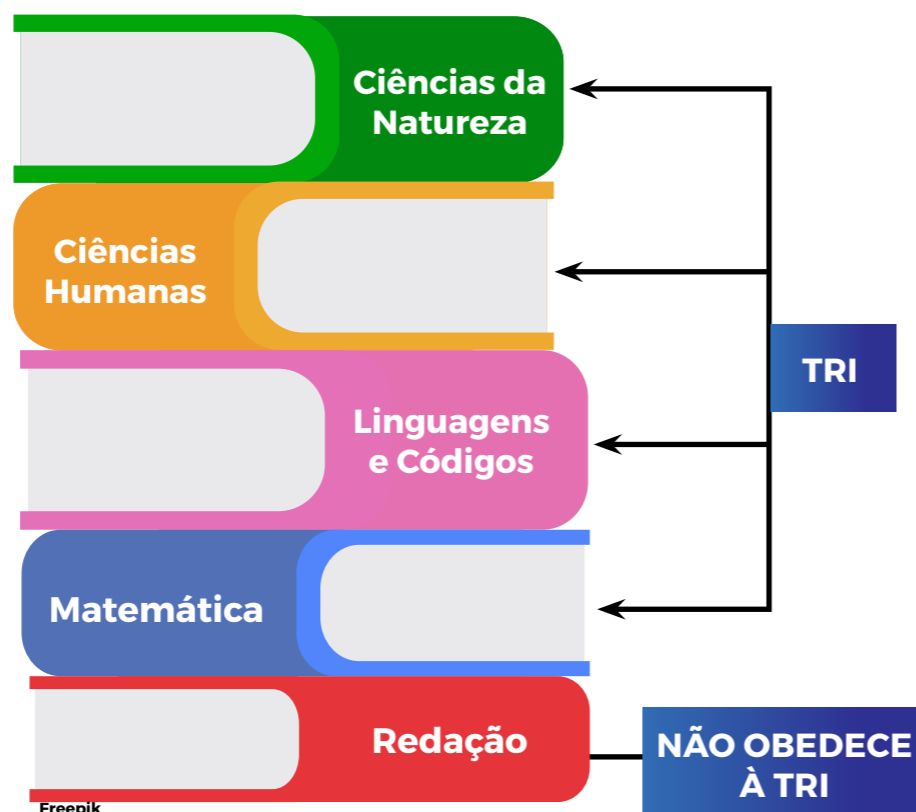 Ciências da
Natureza
Ciências
Humanas
TRI
Linguagens
e Códigos
Matemática
Redação
NÃO OBEDECE
À TRI
Freepik